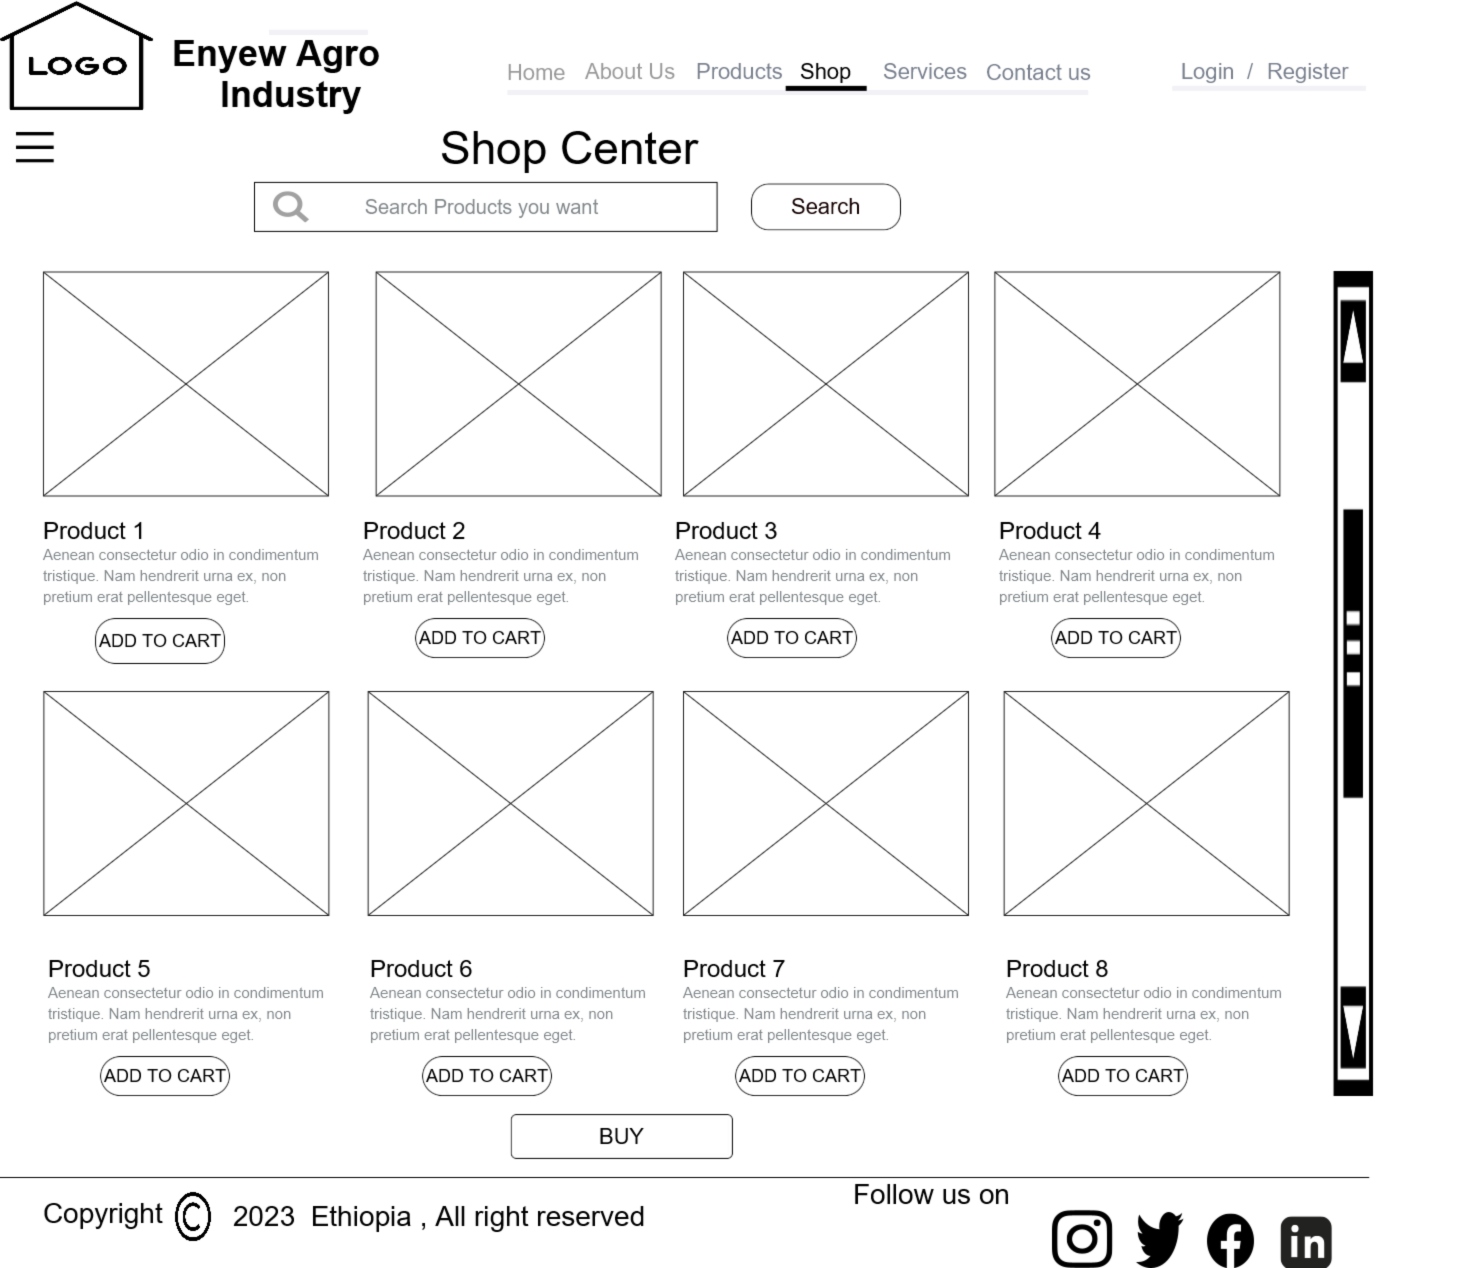 LOGO
Enyew Agro
Industry
Home About Us Products Shop Services Contact us
Login / Register
Shop Center
Search Products you want
Search
Product 1
Aenean consectetur odio in condimentum
tristique. Nam hendrerit urna ex, non
pretium erat pellentesque eget.
ADD TO CART
Product 2
Aenean consectetur odio in condimentum
tristique. Nam hendrerit urna ex, non
pretium erat pellentesque eget.
ADD TO CART
Product 3
Aenean consectetur odio in condimentum
tristique. Nam hendrerit urna ex, non
pretium erat pellentesque eget.
ADD TO CART
Product 4
Aenean consectetur odio in condimentum
tristique. Nam hendrerit urna ex, non
pretium erat pellentesque eget.
ADD TO CART
Product 5
Aenean consectetur odio in condimentum
tristique. Nam hendrerit urna ex, non
pretium erat pellentesque eget.
ADD TO CART
Product 6
Aenean consectetur odio in condimentum
tristique. Nam hendrerit urna ex, non
pretium erat pellentesque eget.
ADD TO CART
Product 7
Aenean consectetur odio in condimentum
tristique. Nam hendrerit urna ex, non
pretium erat pellentesque eget.
ADD TO CART
Product 8
Aenean consectetur odio in condimentum
tristique. Nam hendrerit urna ex, non
pretium erat pellentesque eget.
ADD TO CART
BUY
Copyright © 2023 Ethiopia , All right reserved
Follow us on
in